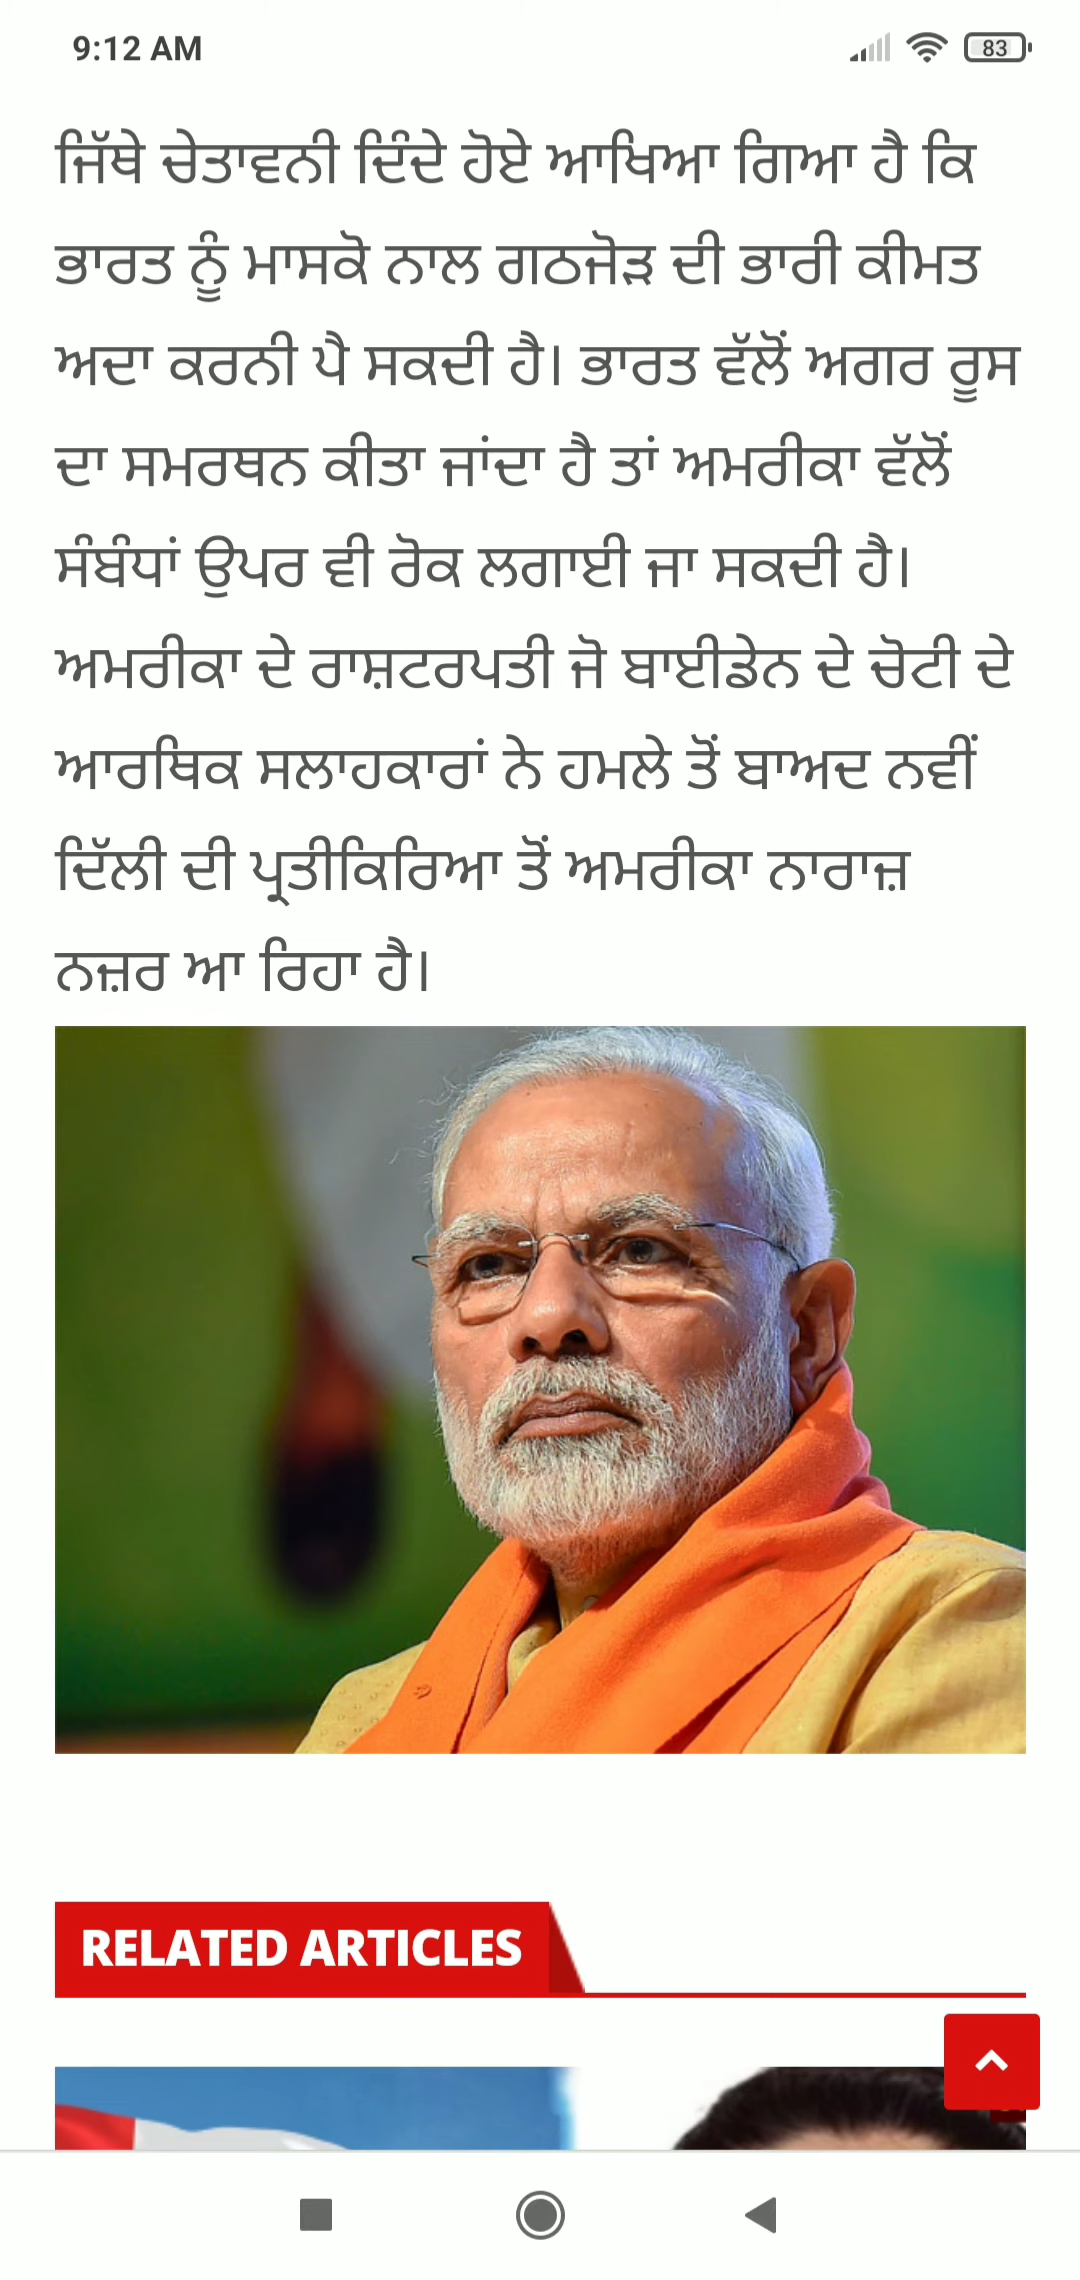 9:12 AM
83
ਜਿੱਥੇ ਚੇਤਾਵਨੀ ਦਿੰਦੇ ਹੋਏ ਆਖਿਆ ਗਿਆ ਹੈ ਕਿ
ਭਾਰਤ ਨੂੰ ਮਾਸਕੋ ਨਾਲ ਗਠਜੋੜ ਦੀ ਭਾਰੀ ਕੀਮਤ
ਅਦਾ ਕਰਨੀ ਪੈ ਸਕਦੀ ਹੈ। ਭਾਰਤ ਵੱਲੋਂ ਅਗਰ ਰੂਸ
ਦਾ ਸਮਰਥਨ ਕੀਤਾ ਜਾਂਦਾ ਹੈ ਤਾਂ ਅਮਰੀਕਾ ਵੱਲੋਂ
ਸੰਬੰਧਾਂ ਉਪਰ ਵੀ ਰੋਕ ਲਗਾਈ ਜਾ ਸਕਦੀ ਹੈ।
ਅਮਰੀਕਾ ਦੇ ਰਾਸ਼ਟਰਪਤੀ ਜੋ ਬਾਈਡੇਨ ਦੇ ਚੋਟੀ ਦੇ
ਆਰਥਿਕ ਸਲਾਹਕਾਰਾਂ ਨੇ ਹਮਲੇ ਤੋਂ ਬਾਅਦ ਨਵੀਂ
ਦਿੱਲੀ ਦੀ ਪ੍ਰਤੀਕਿਰਿਆ ਤੋਂ ਅਮਰੀਕਾ ਨਾਰਾਜ਼
ਨਜ਼ਰ ਆ ਰਿਹਾ ਹੈ।
RELATED ARTICLES